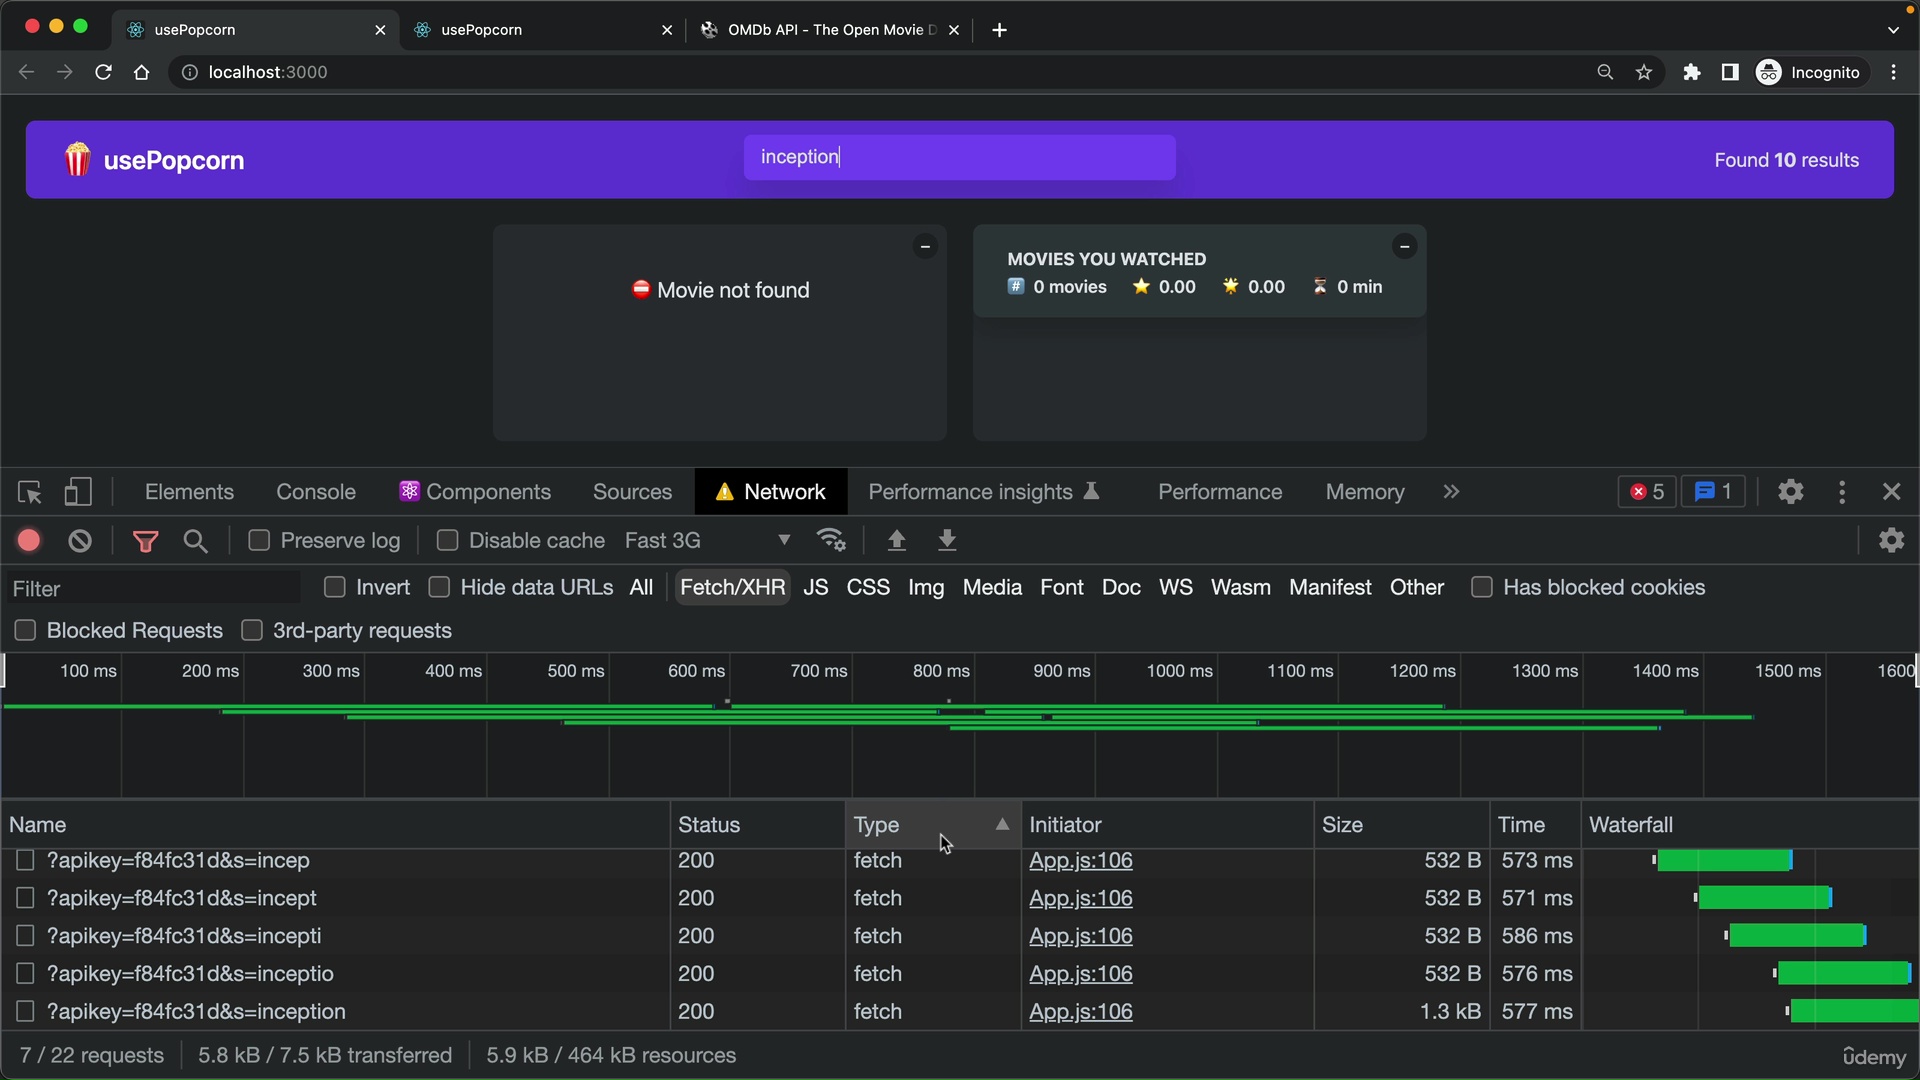 usePopcorn
usePopcorn
OMDb API - The Open Movie D
localhost:3000
Incognito
usePopcorn
inception
Found 10 results
Movie not found
MOVIES YOU WATCHED
# 0 movies 0.00 0.00 0 min
Elements Console Components Sources Network Performance insights Performance Memory 5 1
Preserve log Disable cache Fast 3G
Filter Invert Hide data URLs All Fetch/XHR JS CSS Img Media Font Doc WS Wasm Manifest Other Has blocked cookies
Blocked Requests 3rd-party requests
100 ms 200 ms 300 ms 400 ms 500 ms 600 ms 700 ms 800 ms 900 ms 1000 ms 1100 ms 1200 ms 1300 ms 1400 ms 1500 ms 1600
Name Status Type Initiator Size Time Waterfall
?apikey=f84fc31d&s=incep 200 fetch App.js:106 532 B 573 ms
?apikey=f84fc31d&s=incept 200 fetch App.js:106 532 B 571 ms
?apikey=f84fc31d&s=incepti 200 fetch App.js:106 532 B 586 ms
?apikey=f84fc31d&s=inceptio 200 fetch App.js:106 532 B 576 ms
?apikey=f84fc31d&s=inception 200 fetch App.js:106 1.3 kB 577 ms
7 / 22 requests 5.8 kB / 7.5 kB transferred 5.9 kB / 464 kB resources
ûdemy